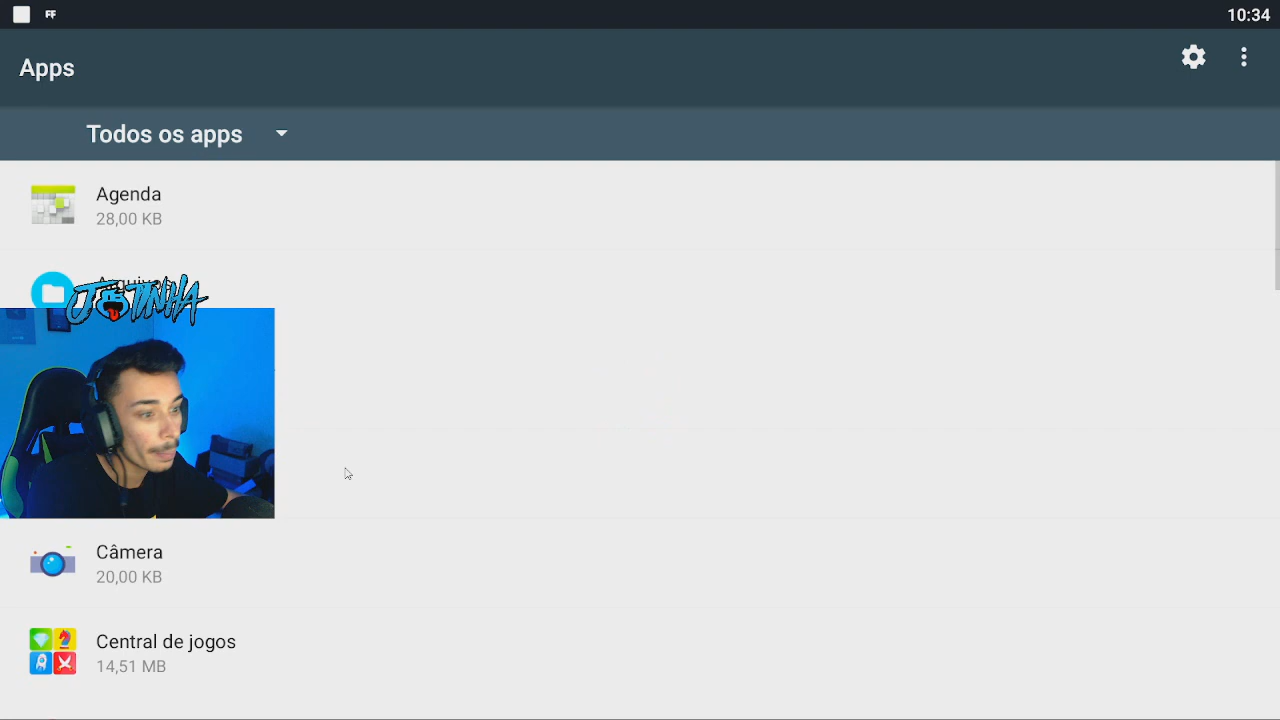 FF
10:34
Apps
Todos os apps
Agenda
28,00 KB
JOTINHA
Câmera
20,00 KB
Central de jogos
14,51 MB